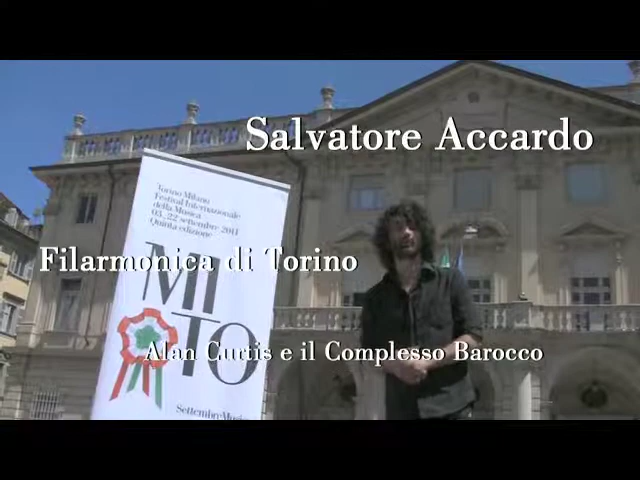 Salvatore Accardo
Torino Milano
Festival Internazionale
della Musica
03_22 settembre 2011
Quinta edizione
Filarmonica di Torino
MI
TO
Alan Curtis e il Complesso Barocco
Settembre